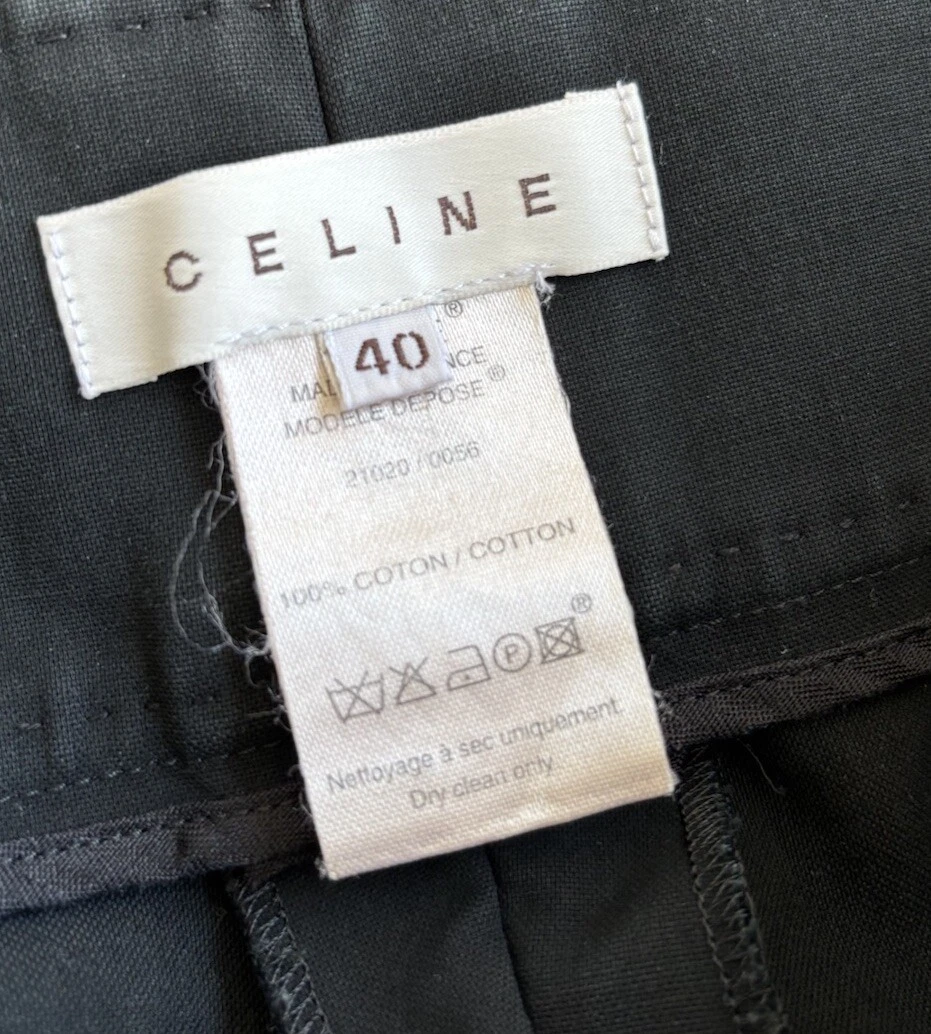 CELINE
®
40
MODELE DEPOSE ®
21020 / 0056
100% COTON / COTTON
P
®
Nettoyage à sec uniquement.
Dry clean only